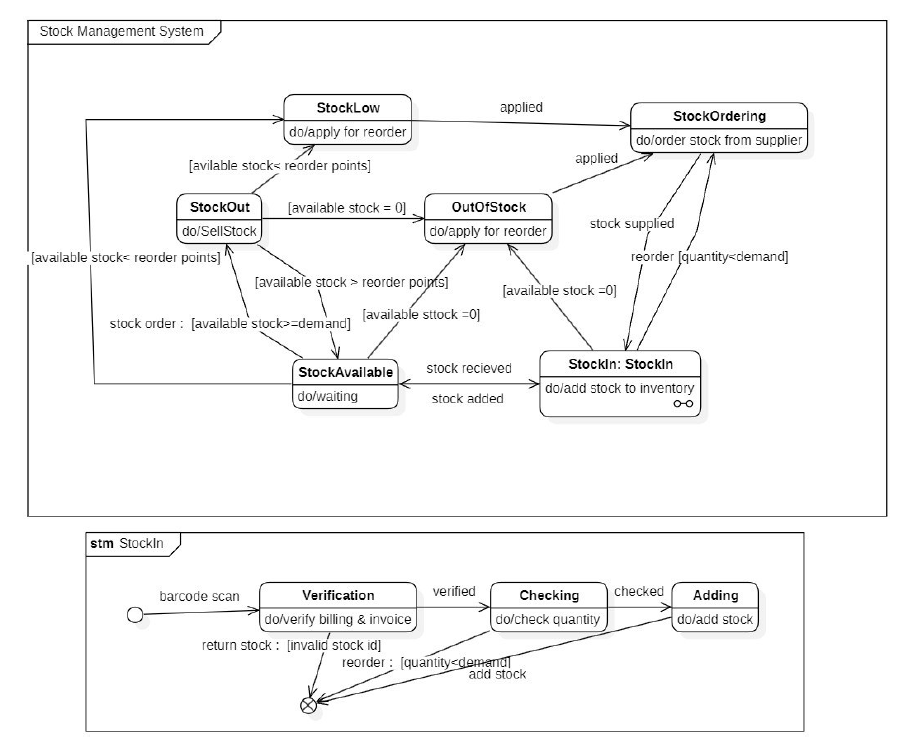 Stock Management System
StockLow
do/apply for reorder
applied
StockOrdering
do/order stock from supplier
applied
[avilable stock< reorder points]
StockOut
do/SellStock
[available stock = 0]
OutOfStock
do/apply for reorder
stock supplied
reorder [quantity<demand]
[available stock< reorder points]
[available stock > reorder points]
[available stock =0]
[available sttock =0]
stock order : [available stock>=demand]
StockAvailable
do/waiting
stock recieved
stock added
StockIn: StockIn
do/add stock to inventory
stm StockIn
barcode scan
Verification
do/verify billing & invoice
verified
Checking
do/check quantity
checked
Adding
do/add stock
return stock : [invalid stock id]
reorder : [quantity<demand]
add stock